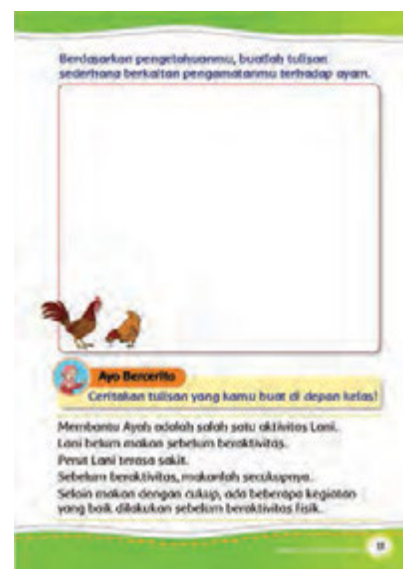 Berdasarkan pengetahuanmu, buatlah tulisan
sederhana berkaitan pengamatanmu terhadap ayam.
Ayo Bercerita
Ceritakan tulisan yang kamu buat di depan kelas!
Membantu Ayah adalah salah satu aktivitas Lani.
Lani belum makan sebelum beraktivitas.
Perut Lani terasa sakit.
Sebelum beraktivitas, makanlah secukupnya.
Selain makan dengan cukup, ada beberapa kegiatan
yang baik dilakukan sebelum beraktivitas fisik.